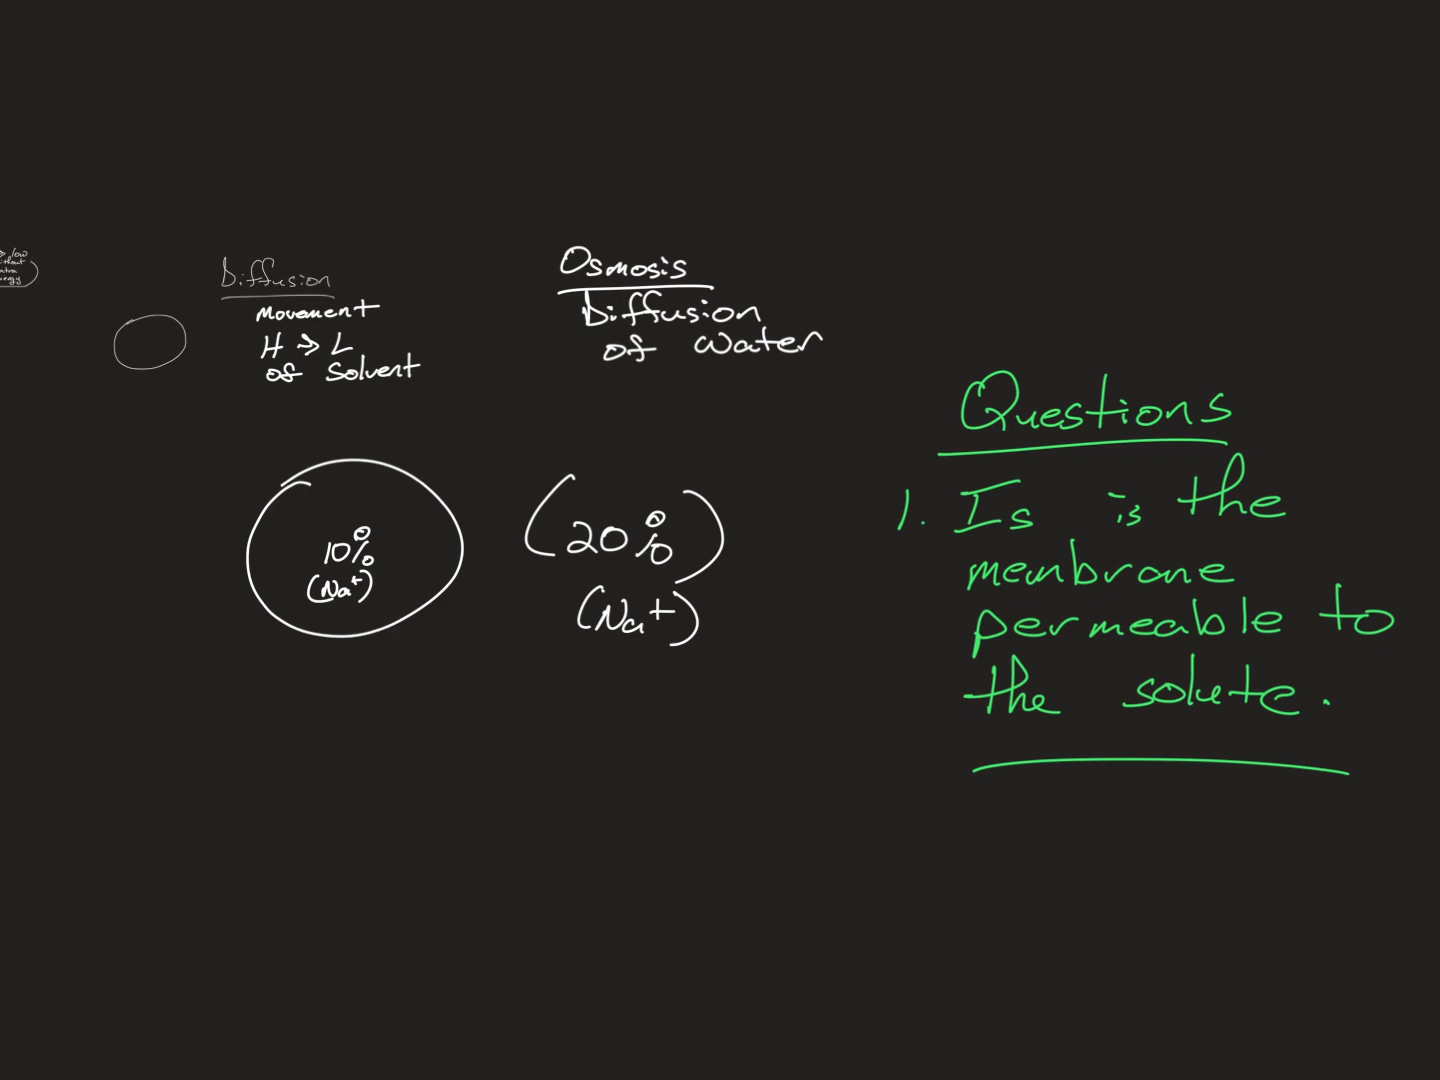 → low
Diffusion
Movement
H → L
of Solvent
Osmosis
Diffusion
of water
10%
(Na+)
(20%)
(Na+)
Questions
1. Is is the
membrane
permeable to
the solute.